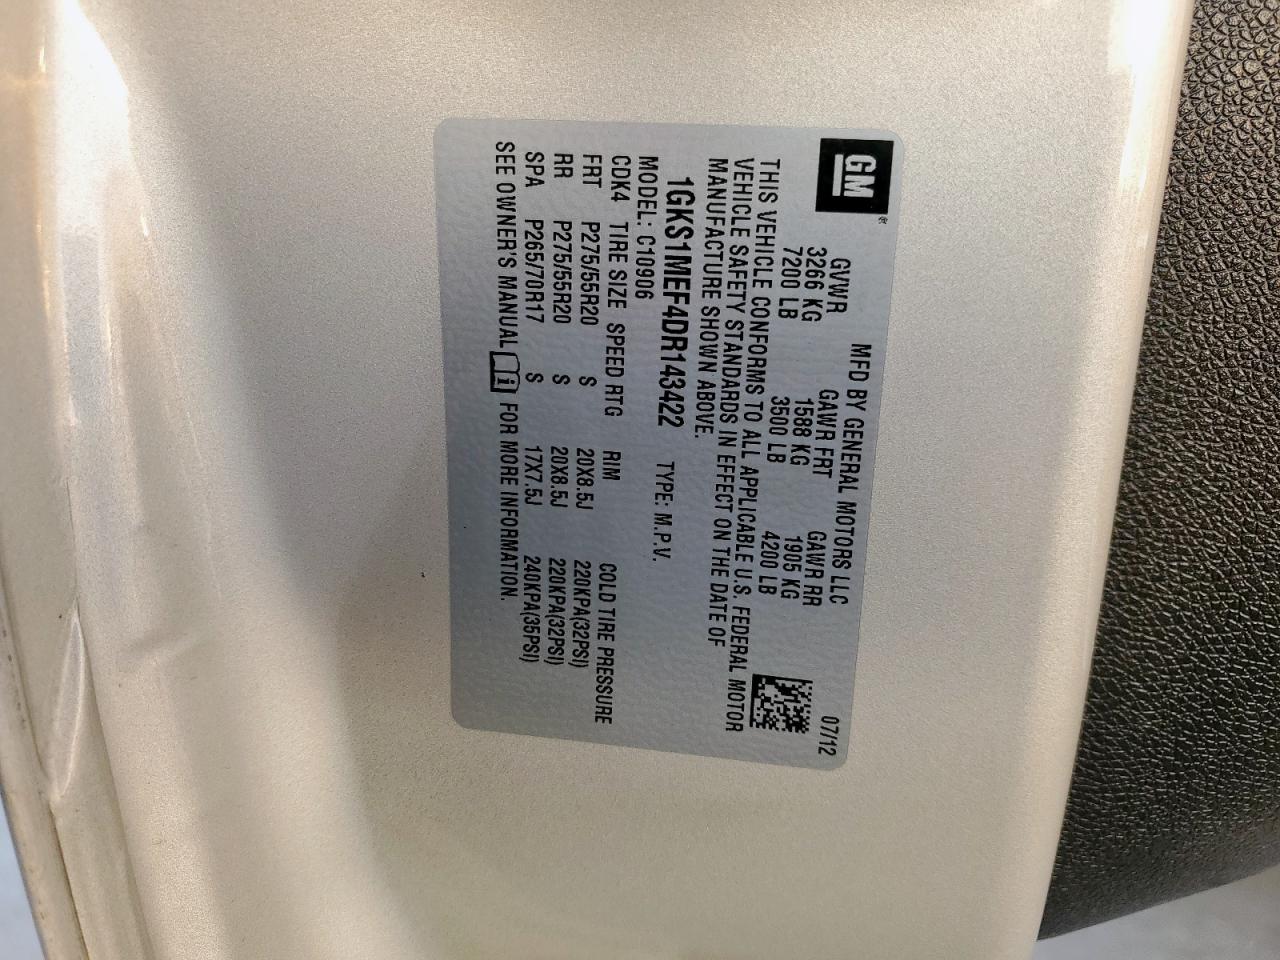 GM
MFD BY GENERAL MOTORS LLC 07/12
GVWR GAWR FRT GAWR RR
3266 KG 1588 KG 1905 KG
7200 LB 3500 LB 4200 LB
THIS VEHICLE CONFORMS TO ALL APPLICABLE U.S. FEDERAL MOTOR
VEHICLE SAFETY STANDARDS IN EFFECT ON THE DATE OF
MANUFACTURE SHOWN ABOVE.
1GKS1MEF4DR143422 TYPE: M.P.V.
MODEL: C10906
CDK4 TIRE SIZE SPEED RTG RIM COLD TIRE PRESSURE
FRT P275/55R20 S 20X8.5J 220KPA(32PSI)
RR P275/55R20 S 20X8.5J 220KPA(32PSI)
SPA P265/70R17 S 17X7.5J 240KPA(35PSI)
SEE OWNER'S MANUAL i FOR MORE INFORMATION.